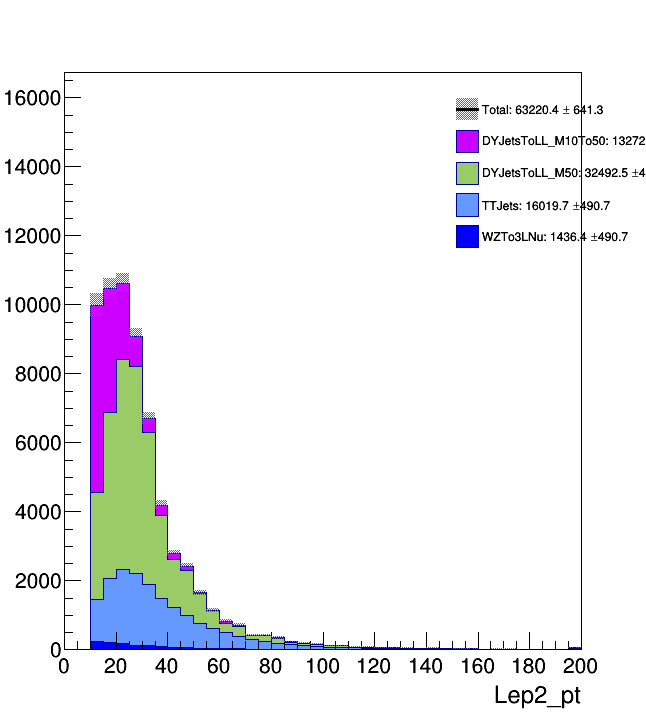 16000
14000
12000
10000
8000
6000
4000
2000
0
Total: 63220.4 ± 641.3
DYJetsToLL_M10To50: 13272
DYJetsToLL_M50: 32492.5 ±4
TTJets: 16019.7 ±490.7
WZTo3LNu: 1436.4 ±490.7
0 20 40 60 80 100 120 140 160 180 200
Lep2_pt